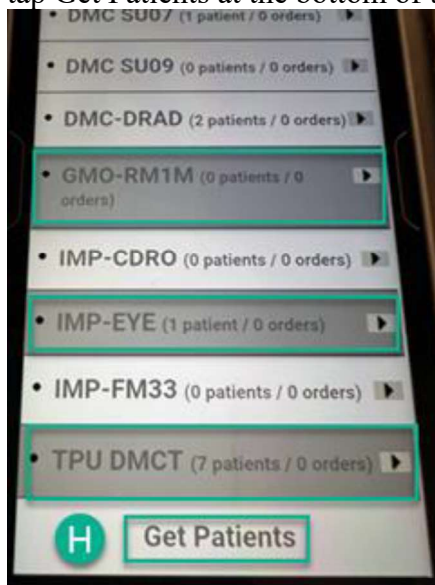 tap Get Patients at the bottom of
• DMC SU07 (1 patient / 0 orders)
• DMC SU09 (0 patients / 0 orders)
• DMC-DRAD (2 patients / 0 orders)
• GMO-RM1M (0 patients / 0
orders)
• IMP-CDRO (0 patients / 0 orders)
• IMP-EYE (1 patient / 0 orders)
• IMP-FM33 (0 patients / 0 orders)
• TPU DMCT (7 patients / 0 orders)
H Get Patients